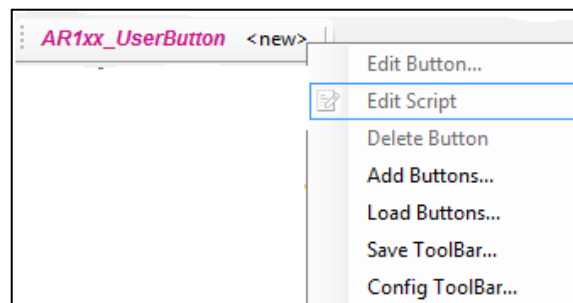 AR1xx_UserButton <new>
Edit Button...
Edit Script
Delete Button
Add Buttons...
Load Buttons...
Save ToolBar...
Config ToolBar...